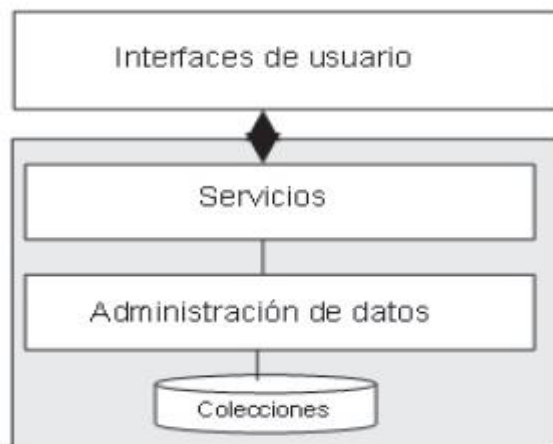 Interfaces de usuario
Servicios
Administración de datos
Colecciones